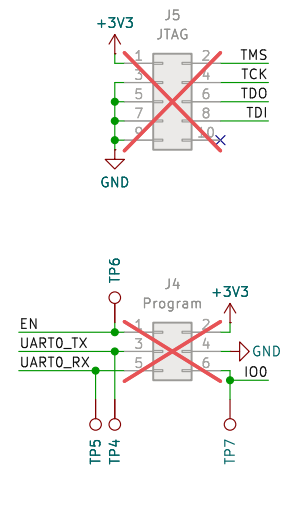 J5
+3V3
JTAG
1 2 TMS
3 4 TCK
5 6 TDO
7 8 TDI
9 10
GND
TP6
J4
+3V3
Program
EN 1 2
UART0_TX 3 4 GND
UART0_RX 5 6 IO0
TP5
TP4
TP7